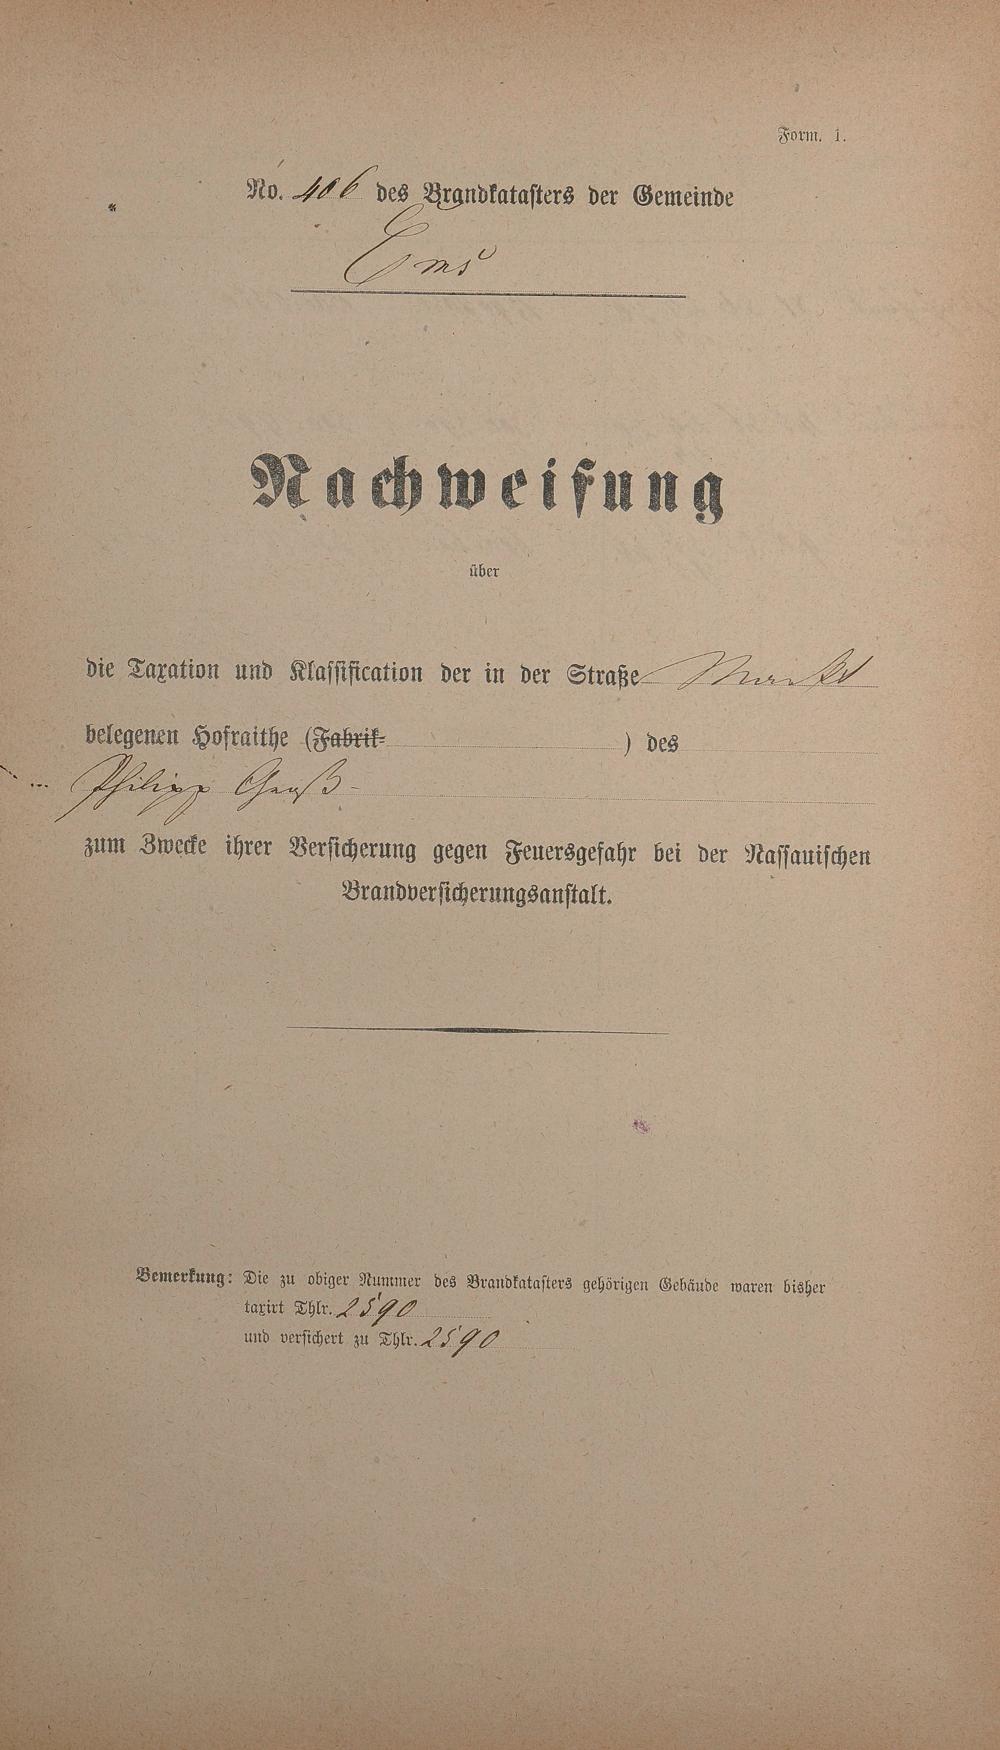 Form. 1.
No. 406 des Brandkatasters der Gemeinde
Ems
Nachweisung
über
die Taxation und Klassification der in der Straße Markt
belegenen Hofraithe (Fabrik- ) des
Philipp Groß
zum Zwecke ihrer Versicherung gegen Feuersgefahr bei der Nassauischen
Brandversicherungsanstalt.
Bemerkung: Die zu obiger Nummer des Brandkatasters gehörigen Gebäude waren bisher
taxirt Thlr. 2590
und versichert zu Thlr. 2590